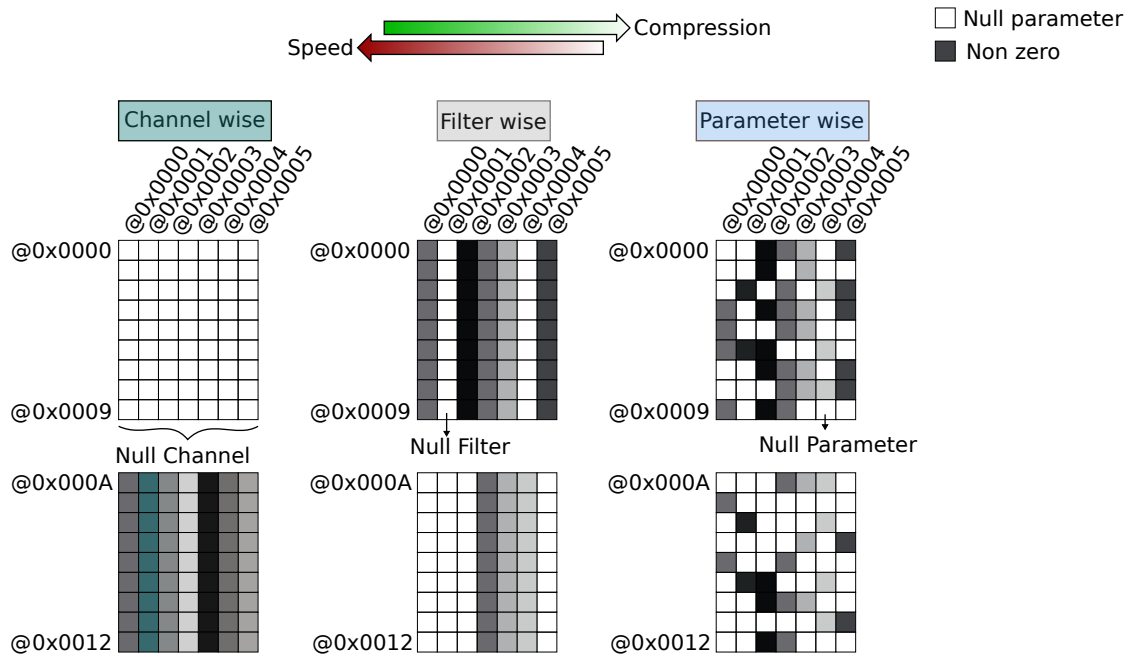 Compression
Speed
Null parameter
Non zero
Channel wise
Filter wise
Parameter wise
@0x0000
@0x0001
@0x0002
@0x0003
@0x0004
@0x0005
@0x0000
@0x0001
@0x0002
@0x0003
@0x0004
@0x0005
@0x0000
@0x0001
@0x0002
@0x0003
@0x0004
@0x0005
@0x0000
@0x0009
Null Channel
@0x000A
@0x0012
@0x0000
@0x0009
Null Filter
@0x000A
@0x0012
@0x0000
@0x0009
Null Parameter
@0x000A
@0x0012